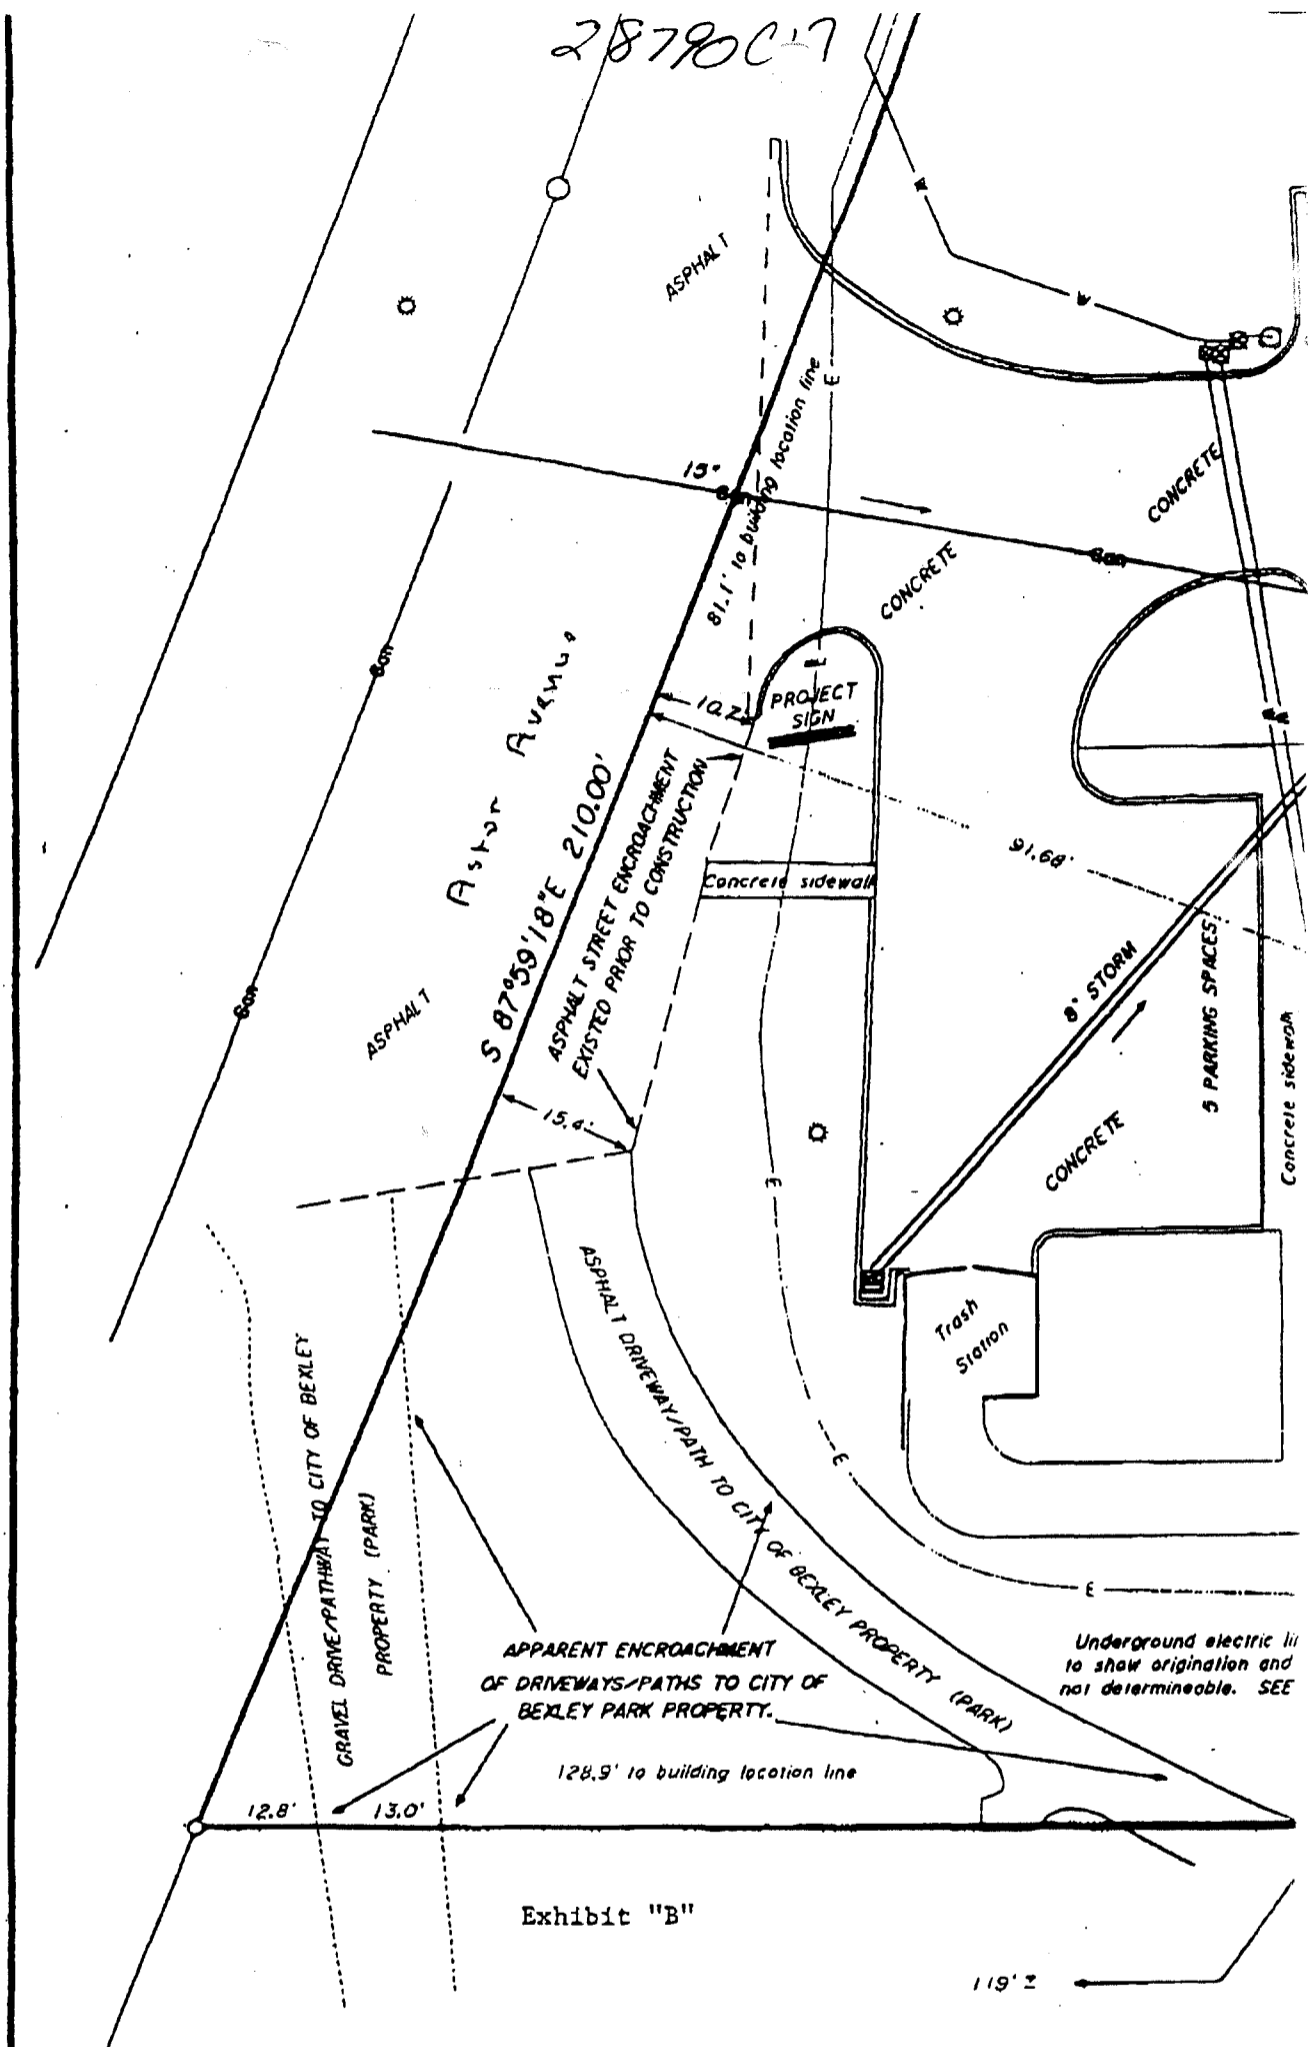 28790C17
ASPHALT
E
15"
San
81.1' to building location line
CONCRETE
CONCRETE
San
San
Astor Avenue
10.2'
PROJECT
SIGN
S 87°59'18"E 210.00'
ASPHALT STREET ENCROACHMENT
EXISTED PRIOR TO CONSTRUCTION
Concrete sidewalk
91.68'
San
ASPHALT
8" STORM
5 PARKING SPACES
Concrete sidewalk
15.4'
CONCRETE
E
Trash
Station
ASPHALT DRIVEWAY/PATH TO CITY OF BEXLEY PROPERTY (PARK)
GRAVEL DRIVE/PATHWAY TO CITY OF BEXLEY
PROPERTY (PARK)
E
E
APPARENT ENCROACHMENT
OF DRIVEWAYS/PATHS TO CITY OF
BEXLEY PARK PROPERTY.
Underground electric
to show origination and
not determineable. SEE
128.9' to building location line
12.8'
13.0'
Exhibit "B"
119' ±